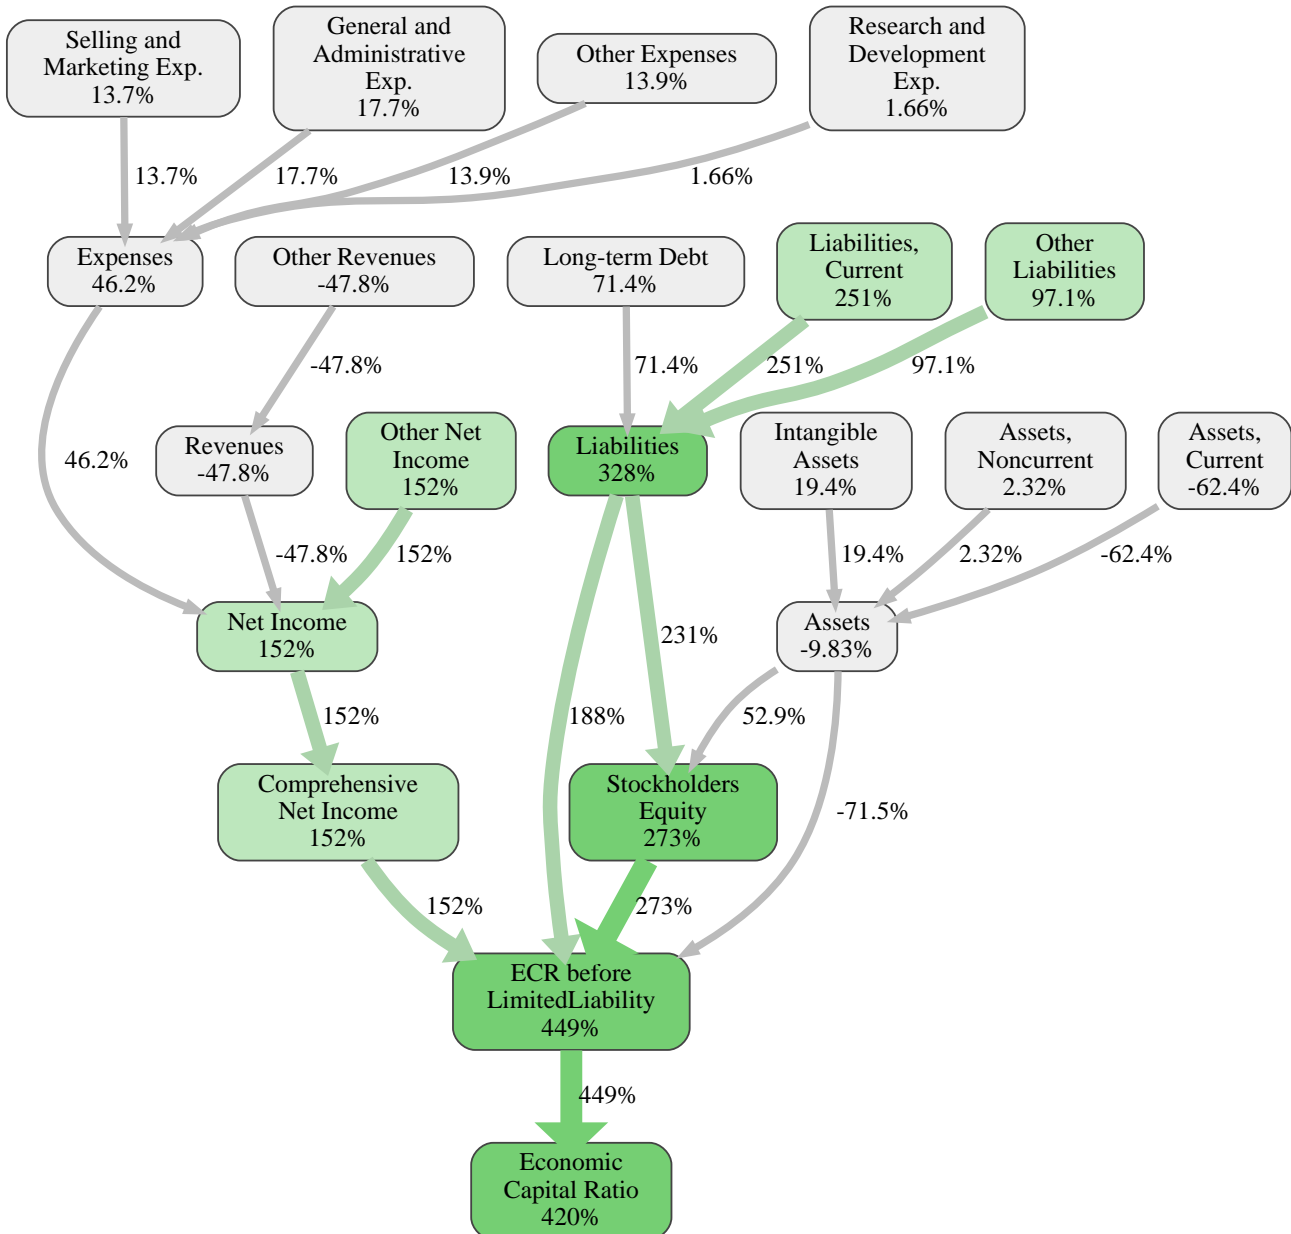 Selling and
Marketing Exp.
13.7%
General and
Administrative
Exp.
17.7%
Other Expenses
13.9%
Research and
Development
Exp.
1.66%
13.7%
17.7%
13.9%
1.66%
Expenses
46.2%
Other Revenues
-47.8%
Long-term Debt
71.4%
Liabilities,
Current
251%
Other
Liabilities
97.1%
-47.8%
71.4%
251%
97.1%
46.2%
Revenues
-47.8%
Other Net
Income
152%
Liabilities
328%
Intangible
Assets
19.4%
Assets,
Noncurrent
2.32%
Assets,
Current
-62.4%
-47.8%
152%
19.4%
2.32%
-62.4%
Net Income
152%
231%
Assets
-9.83%
152%
188%
52.9%
Comprehensive
Net Income
152%
Stockholders
Equity
273%
-71.5%
152%
273%
ECR before
LimitedLiability
449%
449%
Economic
Capital Ratio
420%